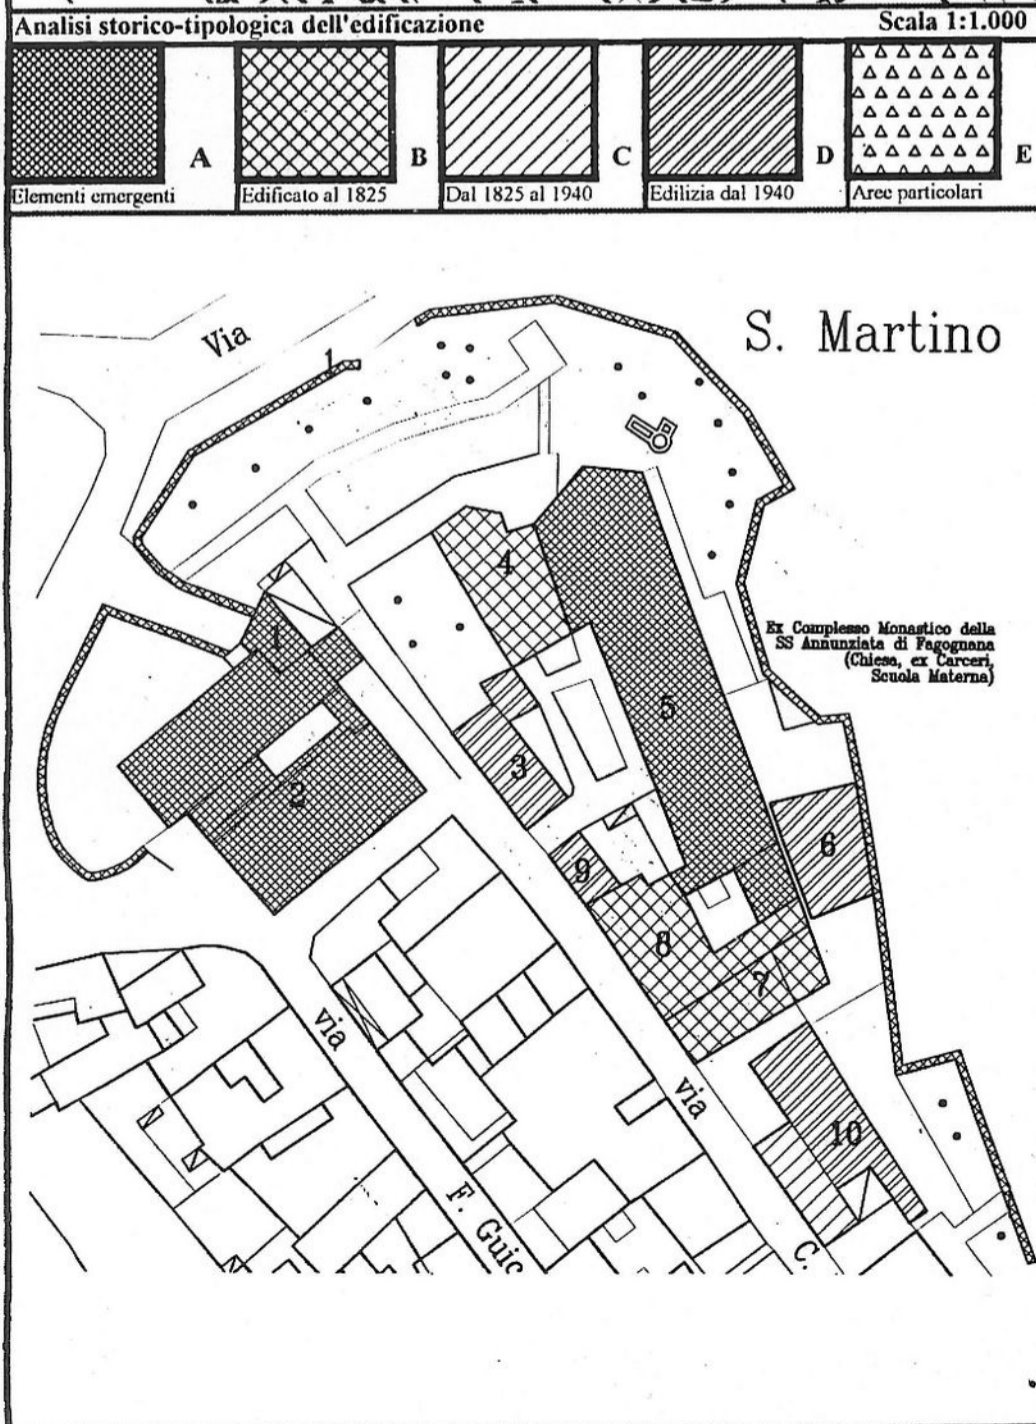 Analisi storico-tipologica dell'edificazione Scala 1:1.000
A B C D E
Elementi emergenti Edificato al 1825 Dal 1825 al 1940 Edilizia dal 1940 Aree particolari
S. Martino
Via
1
4
Ex Complesso Monastico della
SS Annunziata di Fagognana
(Chiesa, ex Carceri,
Scuola Materna)
1
5
3
2
6
9
8
7
via
via
10
F. Guic
C.